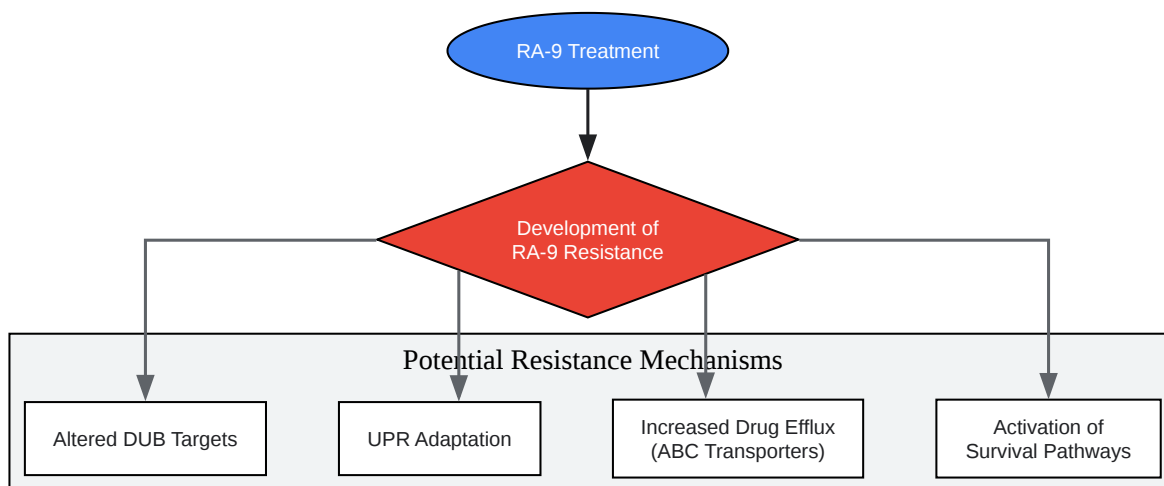 RA-9 Treatment
Development of
RA-9 Resistance
Potential Resistance Mechanisms
Altered DUB Targets
UPR Adaptation
Increased Drug Efflux
(ABC Transporters)
Activation of
Survival Pathways